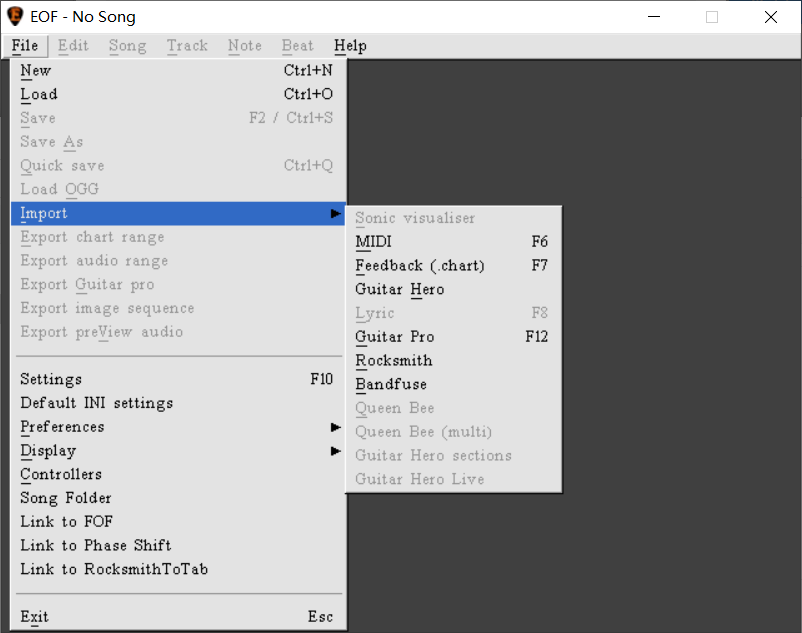 EOF - No Song
File Edit Song Track Note Beat Help
New Ctrl+N
Load Ctrl+O
Save F2 / Ctrl+S
Save As
Quick save Ctrl+Q
Load OGG
Import
Export chart range
Export audio range
Export Guitar pro
Export image sequence
Export preView audio
Settings F10
Default INI settings
Preferences
Display
Controllers
Song Folder
Link to FOF
Link to Phase Shift
Link to RocksmithToTab
Exit Esc
Sonic visualiser
MIDI F6
Feedback (.chart) F7
Guitar Hero
Lyric F8
Guitar Pro F12
Rocksmith
Bandfuse
Queen Bee
Queen Bee (multi)
Guitar Hero sections
Guitar Hero Live